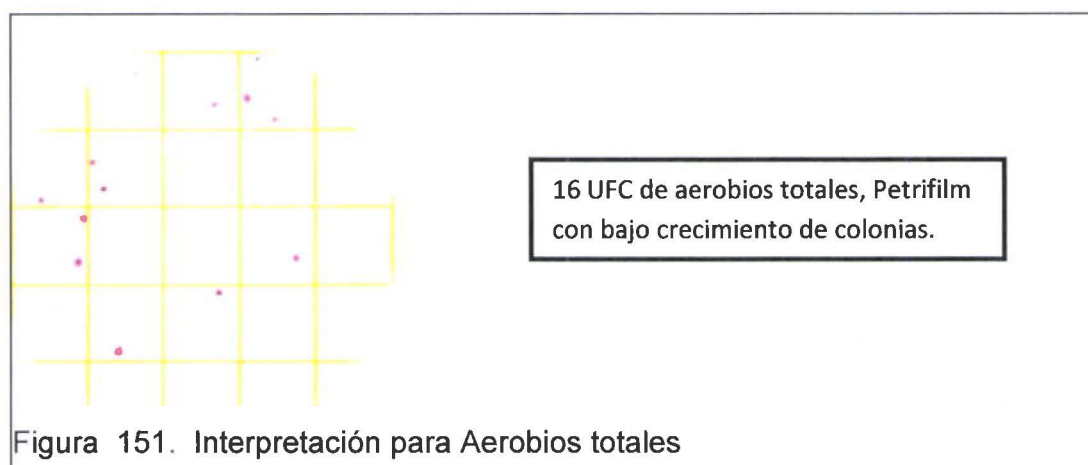 16 UFC de aerobios totales, Petrifilm
con bajo crecimiento de colonias.
Figura 151. Interpretación para Aerobios totales